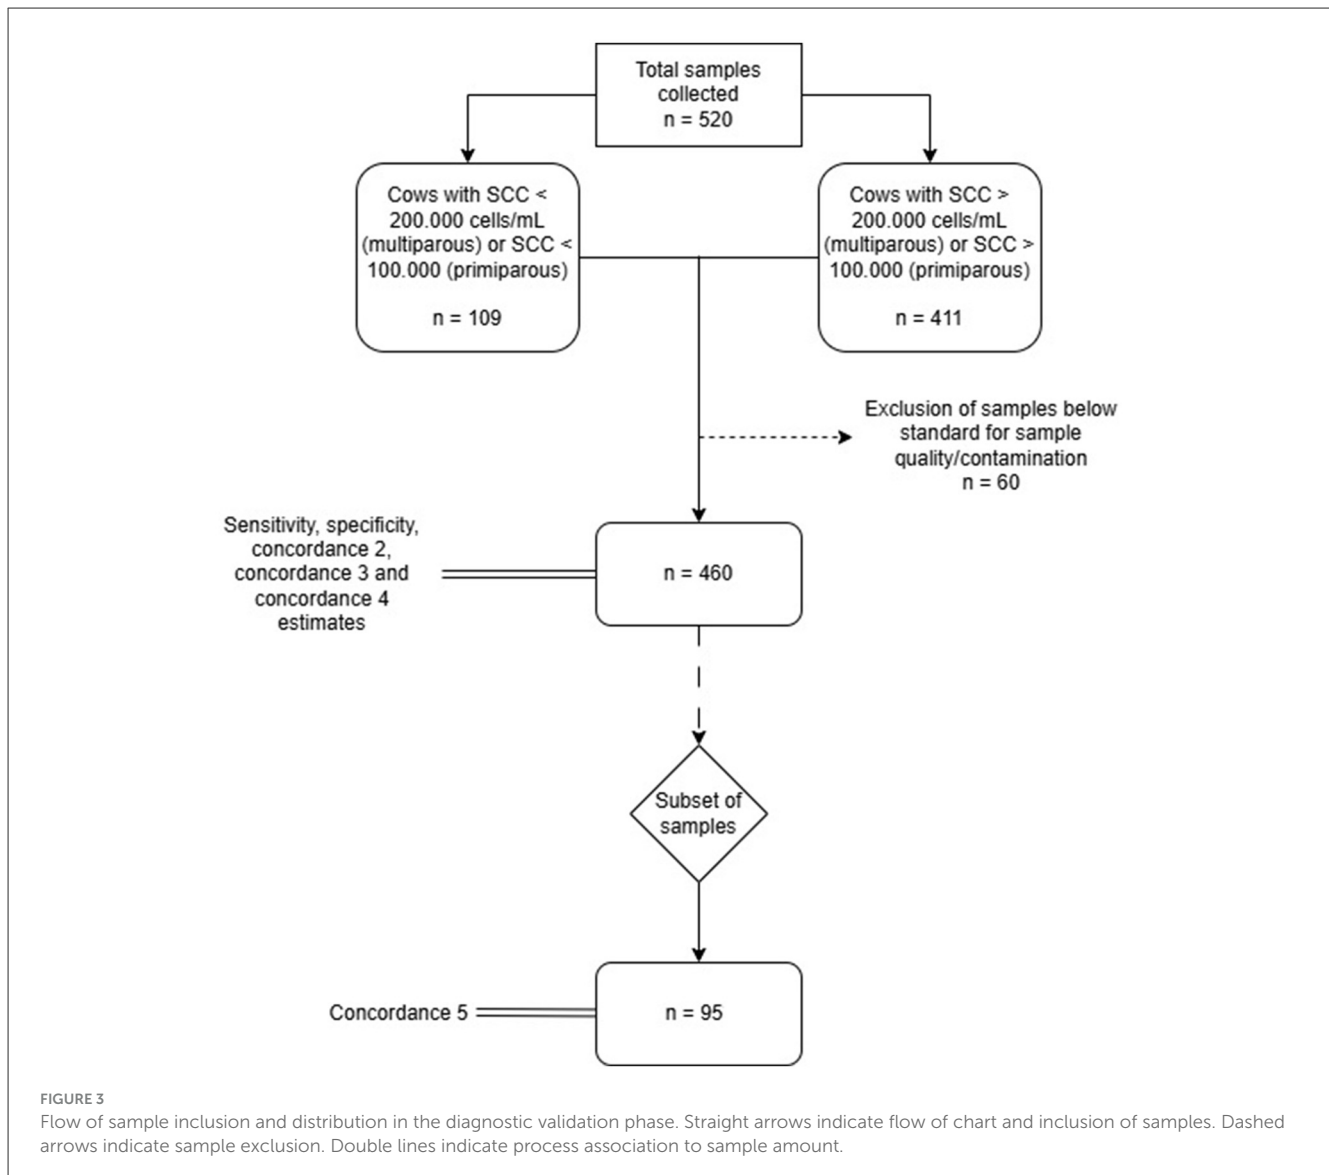 Total samples
collected
n = 520
Cows with SCC <
200.000 cells/mL
(multiparous) or SCC <
100.000 (primiparous)
n = 109
Cows with SCC >
200.000 cells/mL
(multiparous) or SCC >
100.000 (primiparous)
n = 411
Exclusion of samples below
standard for sample
quality/contamination
n = 60
Sensitivity, specificity,
concordance 2,
concordance 3 and
concordance 4
estimates
n = 460
Subset of
samples
Concordance 5
n = 95
FIGURE 3
Flow of sample inclusion and distribution in the diagnostic validation phase. Straight arrows indicate flow of chart and inclusion of samples. Dashed
arrows indicate sample exclusion. Double lines indicate process association to sample amount.